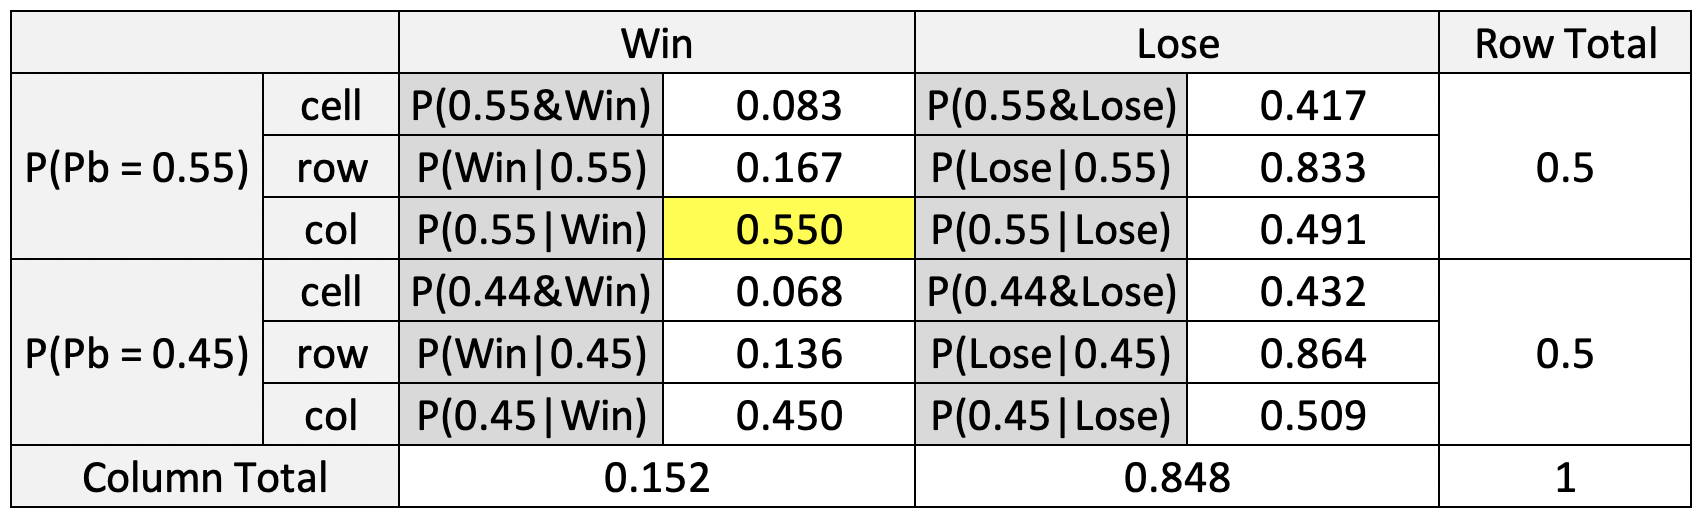 Win Lose Row Total
cell P(0.55&Win) 0.083 P(0.55&Lose) 0.417
P(Pb = 0.55) row P(Win|0.55) 0.167 P(Lose|0.55) 0.833 0.5
col P(0.55|Win) 0.550 P(0.55|Lose) 0.491
cell P(0.44&Win) 0.068 P(0.44&Lose) 0.432
P(Pb = 0.45) row P(Win|0.45) 0.136 P(Lose|0.45) 0.864 0.5
col P(0.45|Win) 0.450 P(0.45|Lose) 0.509
Column Total 0.152 0.848 1